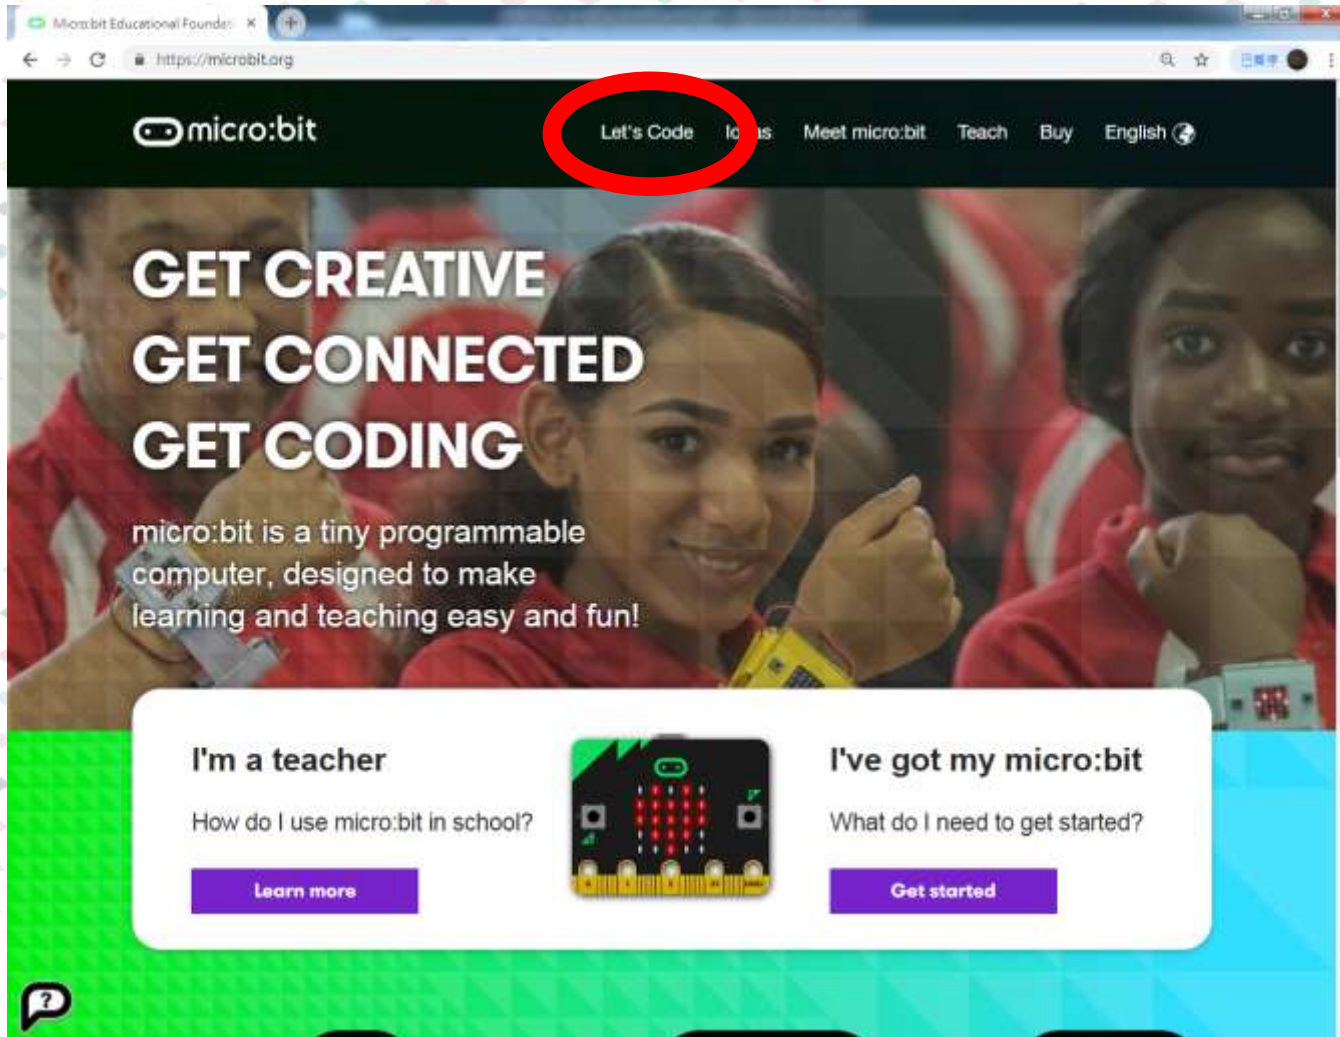 Micro:bit Educational Founda
https://microbit.org
micro:bit
Let's Code
Meet micro:bit
Teach
Buy
English
GET CREATIVE
GET CONNECTED
GET CODING
micro:bit is a tiny programmable
computer, designed to make
learning and teaching easy and fun!
I'm a teacher
I've got my micro:bit
How do I use micro:bit in school?
What do I need to get started?
Learn more
Get started